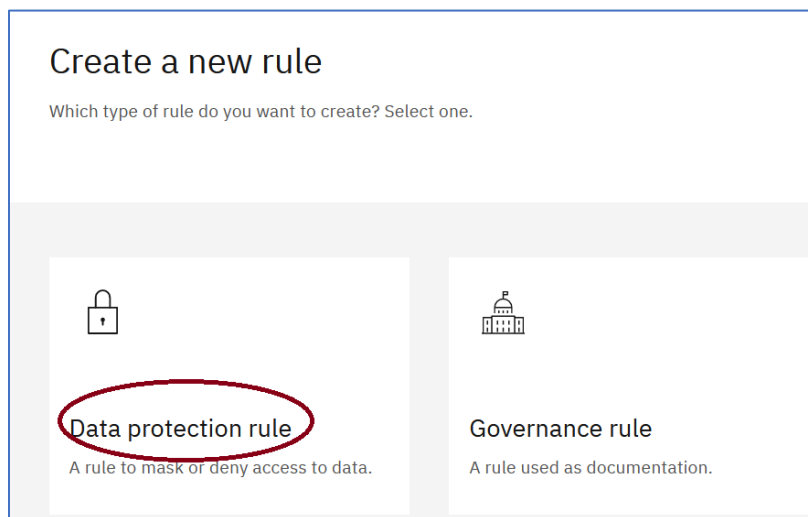 Create a new rule
Which type of rule do you want to create? Select one.
Data protection rule
A rule to mask or deny access to data.
Governance rule
A rule used as documentation.